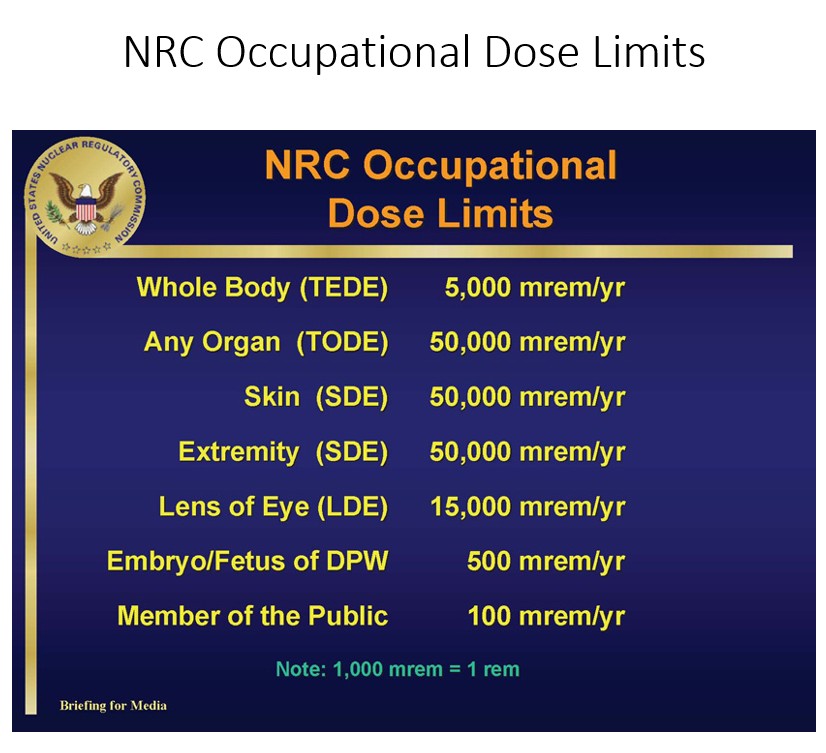 NRC Occupational Dose Limits
UNITED STATES NUCLEAR REGULATORY COMMISSION
NRC Occupational
Dose Limits
Whole Body (TEDE) 5,000 mrem/yr
Any Organ (TODE) 50,000 mrem/yr
Skin (SDE) 50,000 mrem/yr
Extremity (SDE) 50,000 mrem/yr
Lens of Eye (LDE) 15,000 mrem/yr
Embryo/Fetus of DPW 500 mrem/yr
Member of the Public 100 mrem/yr
Note: 1,000 mrem = 1 rem
Briefing for Media